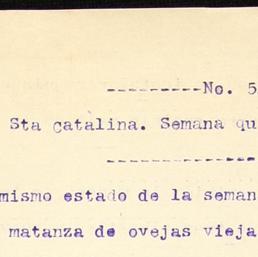 ---------No. 5
Sta catalina. Semana qu
--------------
mismo estado de la seman
matanza de ovejas vieja